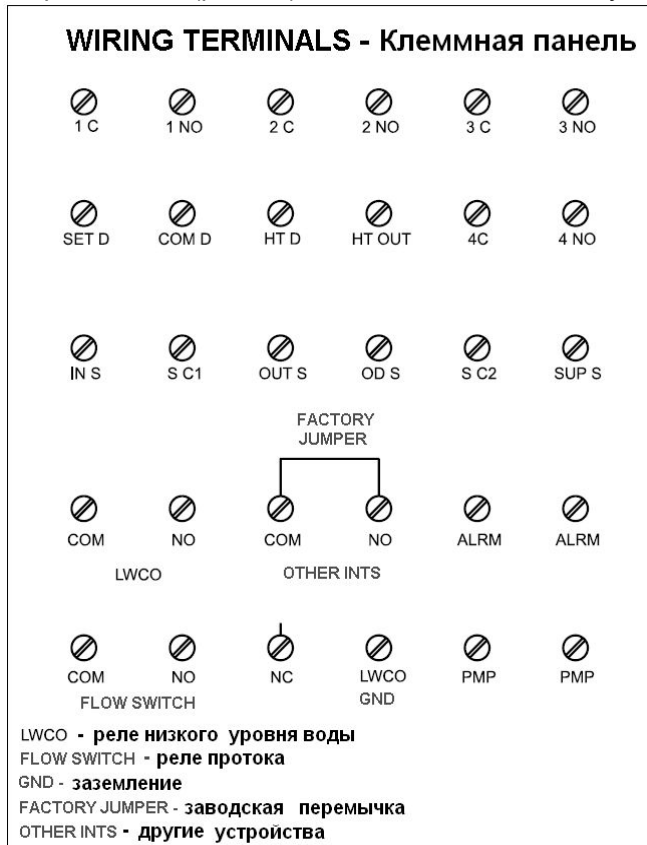 WIRING TERMINALS - Клеммная панель
1 C 1 NO 2 C 2 NO 3 C 3 NO
SET D COM D HT D HT OUT 4C 4 NO
IN S S C1 OUT S OD S S C2 SUP S
FACTORY
JUMPER
COM NO COM NO ALRM ALRM
LWCO OTHER INTS
COM NO NC LWCO PMP PMP
FLOW SWITCH GND
LWCO - реле низкого уровня воды
FLOW SWITCH - реле протока
GND - заземление
FACTORY JUMPER - заводская перемычка
OTHER INTS - другие устройства